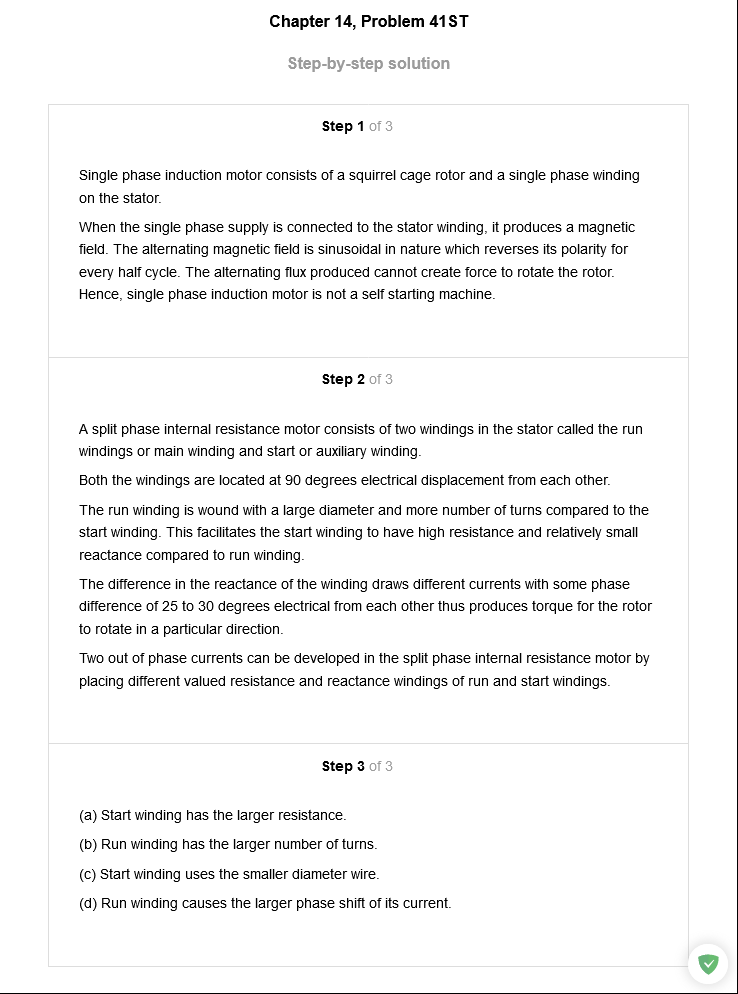 Chapter 14, Problem 41ST
Step-by-step solution
Step 1 of 3
Single phase induction motor consists of a squirrel cage rotor and a single phase winding
on the stator.
When the single phase supply is connected to the stator winding, it produces a magnetic
field. The alternating magnetic field is sinusoidal in nature which reverses its polarity for
every half cycle. The alternating flux produced cannot create force to rotate the rotor.
Hence, single phase induction motor is not a self starting machine.
Step 2 of 3
A split phase internal resistance motor consists of two windings in the stator called the run
windings or main winding and start or auxiliary winding.
Both the windings are located at 90 degrees electrical displacement from each other.
The run winding is wound with a large diameter and more number of turns compared to the
start winding. This facilitates the start winding to have high resistance and relatively small
reactance compared to run winding.
The difference in the reactance of the winding draws different currents with some phase
difference of 25 to 30 degrees electrical from each other thus produces torque for the rotor
to rotate in a particular direction.
Two out of phase currents can be developed in the split phase internal resistance motor by
placing different valued resistance and reactance windings of run and start windings.
Step 3 of 3
(a) Start winding has the larger resistance.
(b) Run winding has the larger number of turns.
(c) Start winding uses the smaller diameter wire.
(d) Run winding causes the larger phase shift of its current.